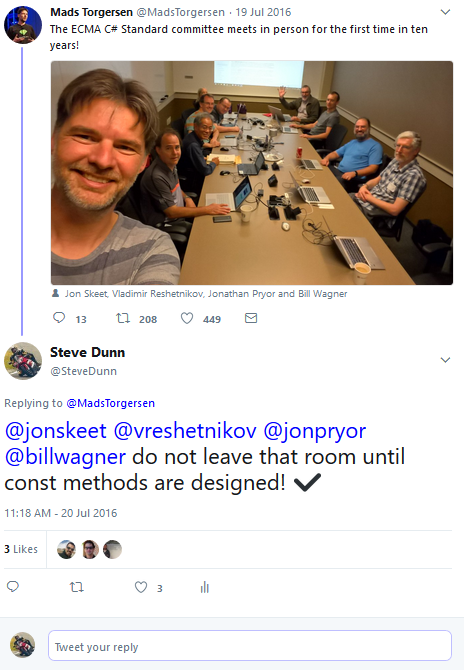 Mads Torgersen @MadsTorgersen · 19 Jul 2016
The ECMA C# Standard committee meets in person for the first time in ten
years!
Jon Skeet, Vladimir Reshetnikov, Jonathan Pryor and Bill Wagner
13 208 449
Steve Dunn
@SteveDunn
Replying to @MadsTorgersen
@jonskeet @vreshetnikov @jonpryor
@billwagner do not leave that room until
const methods are designed! ✔
11:18 AM - 20 Jul 2016
3 Likes
3
Tweet your reply